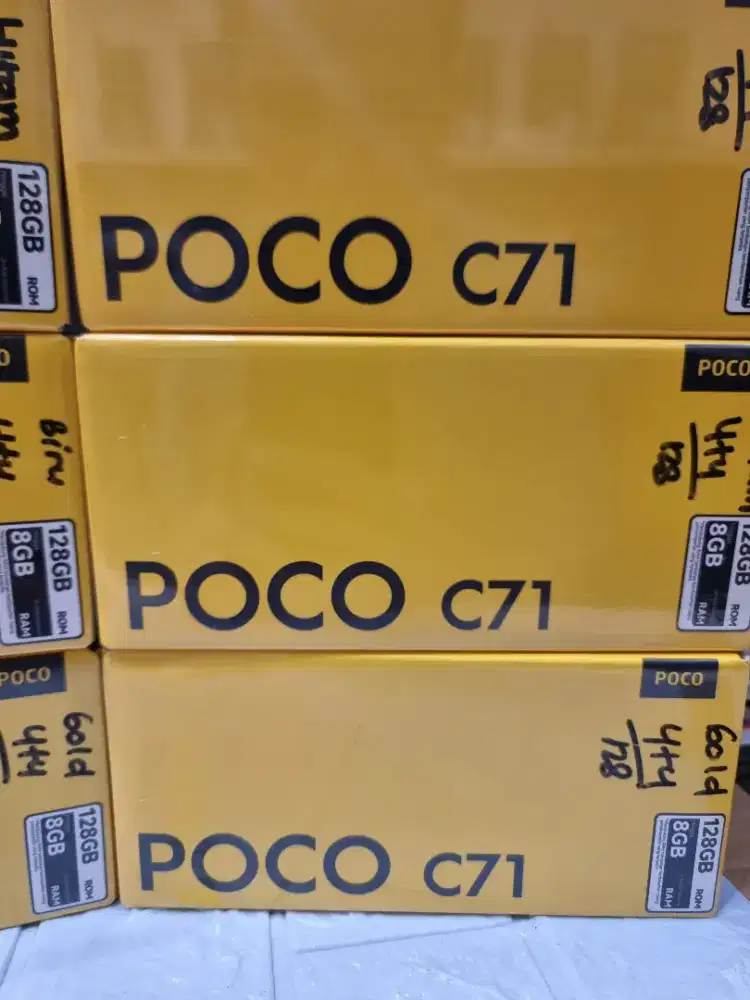 Hitam
128GB
ROM
128
POCO C71
Biru
4+4
128GB
8GB
ROM
RAM
POCO C71
POCO
4+4
128
128GB
8GB
ROM
RAM
POCO
Gold
4+4
128GB
8GB
ROM
RAM
POCO C71
POCO
Gold
4+4
128
128GB
8GB
ROM
RAM